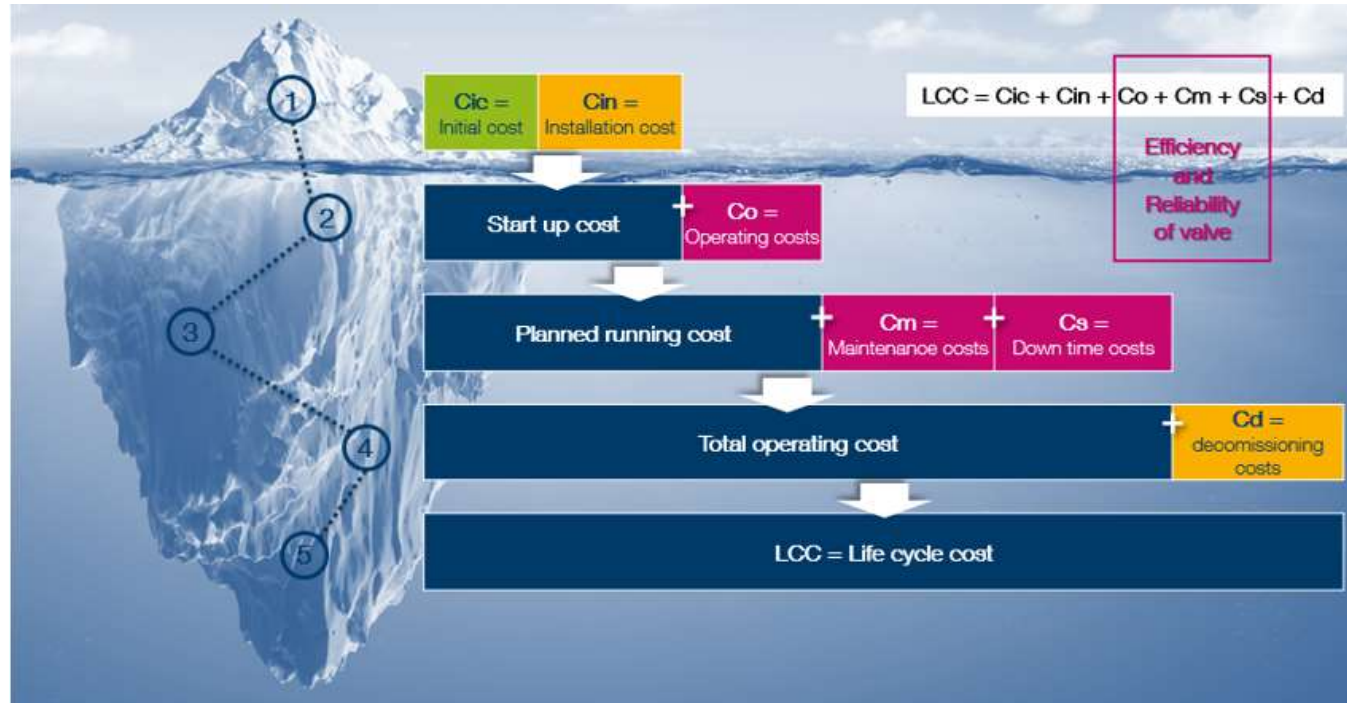 1
Cic =
Initial cost
Cin =
Installation cost
LCC = Cic + Cin + Co + Cm + Cs + Cd
Efficiency
and
Reliability
of valve
2
Start up cost
+
Co =
Operating costs
3
Planned running cost
+
Cm =
Maintenance costs
+
Cs =
Down time costs
4
Total operating cost
+
Cd =
decomissioning
costs
5
LCC = Life cycle cost